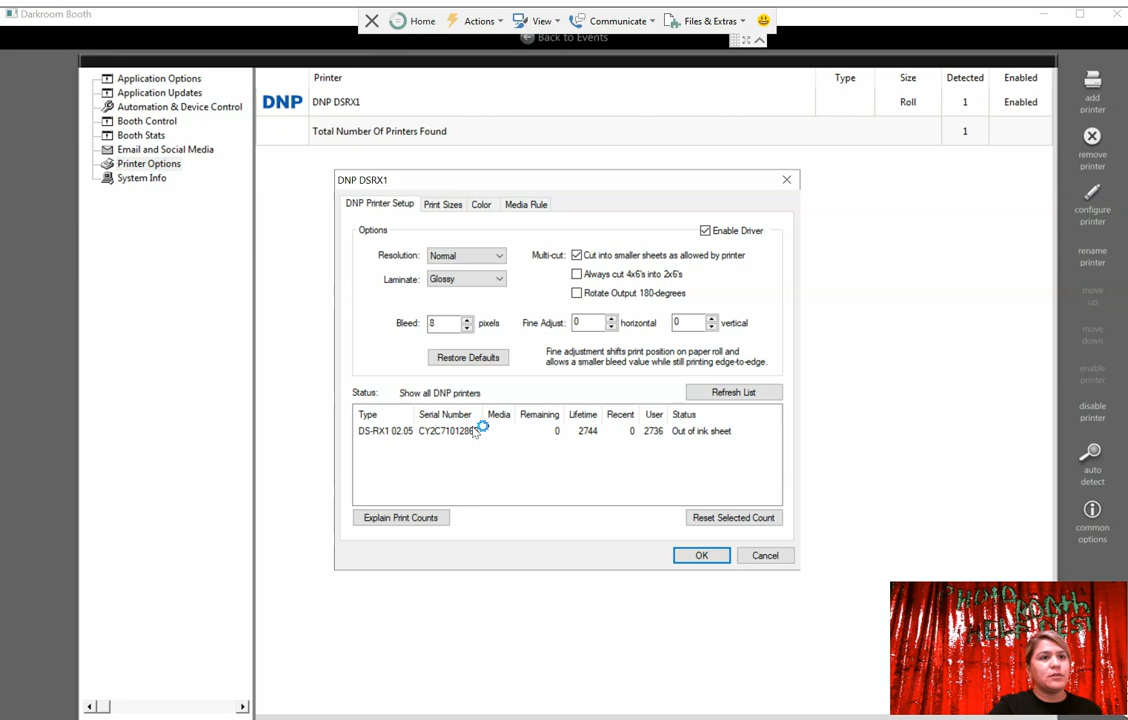 Darkroom Booth
Home
Actions
View
Communicate
Files & Extras
Back to Events
Application Options
Application Updates
Automation & Device Control
Booth Control
Booth Stats
Email and Social Media
Printer Options
System Info
Printer Type Size Detected Enabled
DNP DNP DSRX1 Roll 1 Enabled
Total Number Of Printers Found 1
add
printer
remove
printer
configure
printer
rename
printer
move
up
move
down
enable
printer
disable
printer
auto
detect
common
options
DNP DSRX1
DNP Printer Setup Print Sizes Color Media Rule
Options Enable Driver
Resolution: Normal Multi-cut: Cut into smaller sheets as allowed by printer
Laminate: Glossy Always cut 4x6's into 2x6's
Rotate Output 180-degrees
Bleed: 8 pixels Fine Adjust: 0 horizontal 0 vertical
Restore Defaults
Fine adjustment shifts print position on paper roll and
allows a smaller bleed value while still printing edge-to-edge.
Status: Show all DNP printers Refresh List
Type Serial Number Media Remaining Lifetime Recent User Status
DS-RX1 02.05 CY2C7101286 0 2744 0 2736 Out of ink sheet
Explain Print Counts Reset Selected Count
OK Cancel
PHOTO
BOOTH
HELP DESK